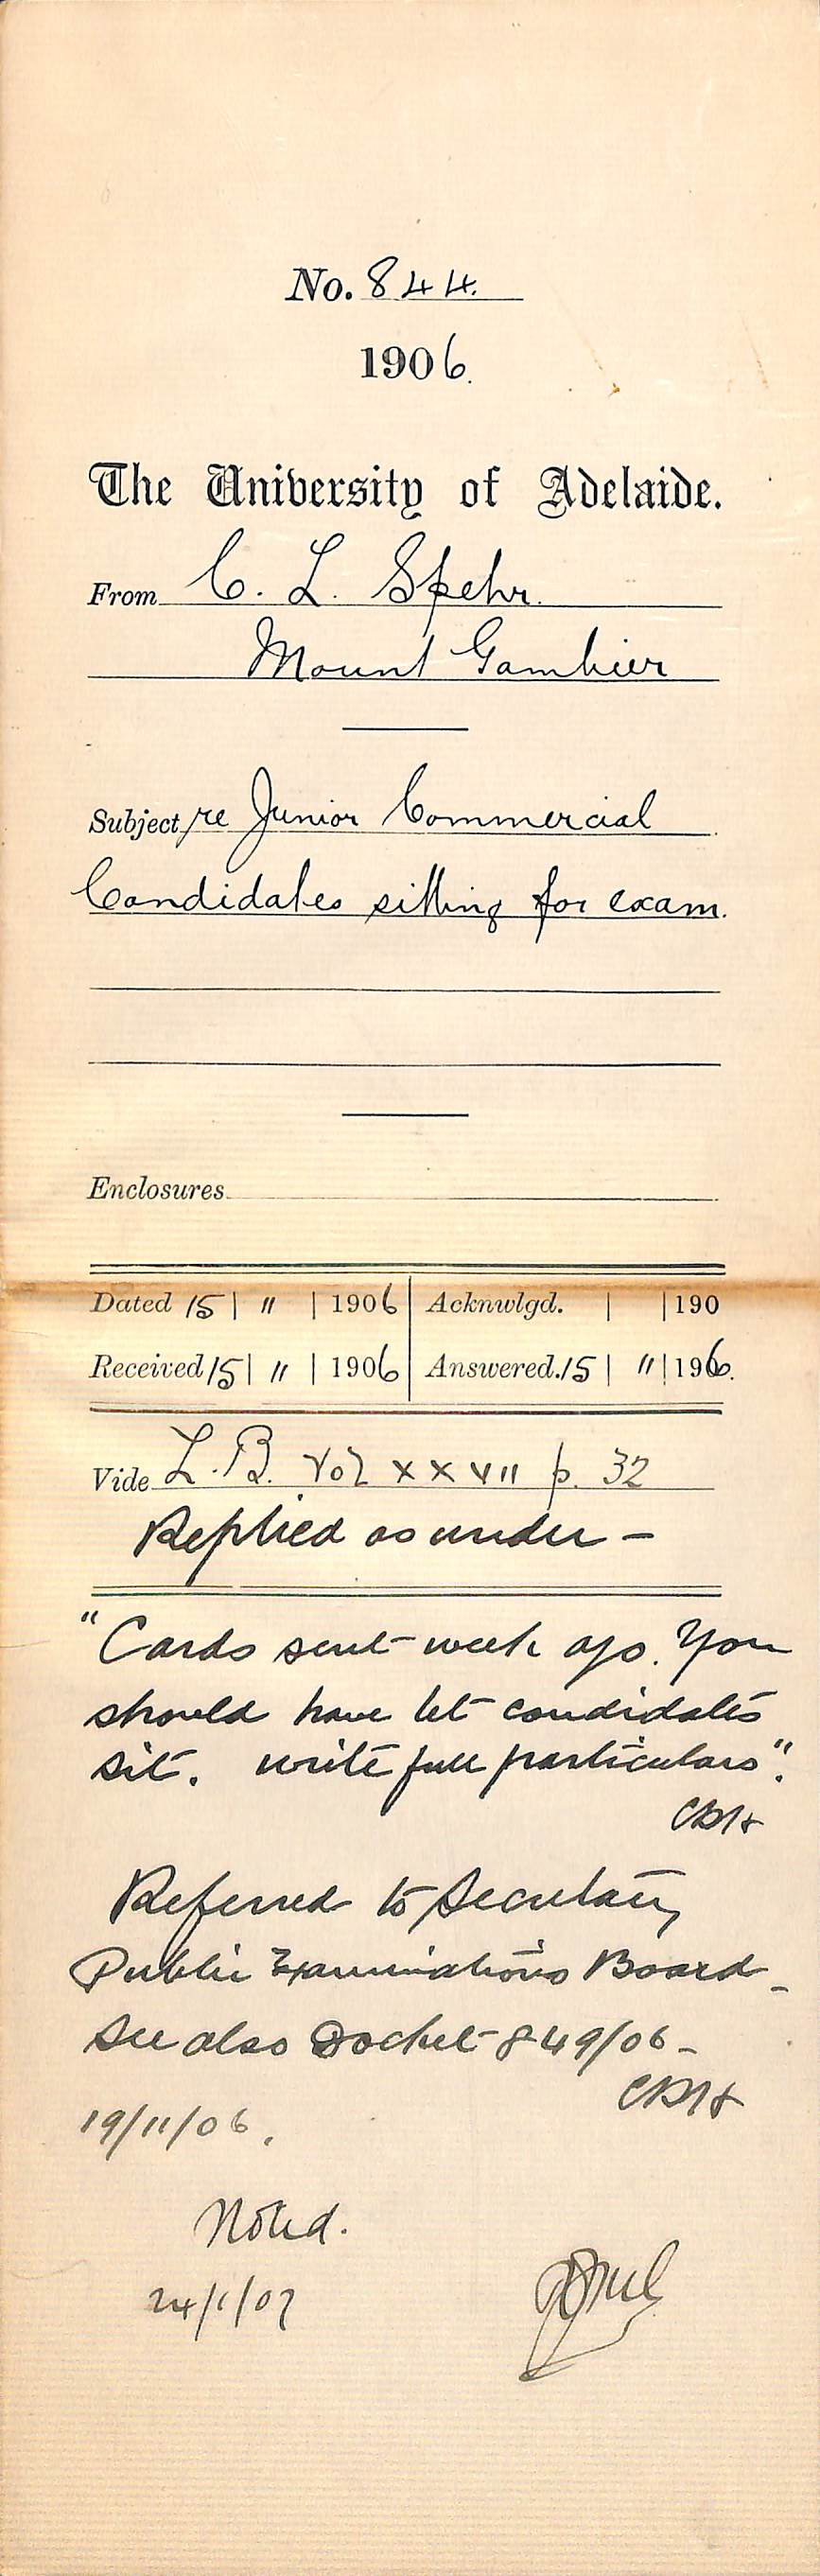 No. 844.
1906.
The University of Adelaide.
From C. L. Spehr.
Mount Gambier
Subject re Junior Commercial
Candidates sitting for exam.
Enclosures
Dated 15 | 11 | 1906 | Acknwlgd. | | 190
Received 15 | 11 | 1906 | Answered. 15 | 11 | 1906.
Vide L.B. Vol XXVII p. 32
Replied as under –
"Cards sent week ago. You
should have let candidates
sit. write full particulars".
Referred to Secretary
Public Examinations Board –
See also Docket 849/06 –
19/11/06.
Noted.
24/1/07